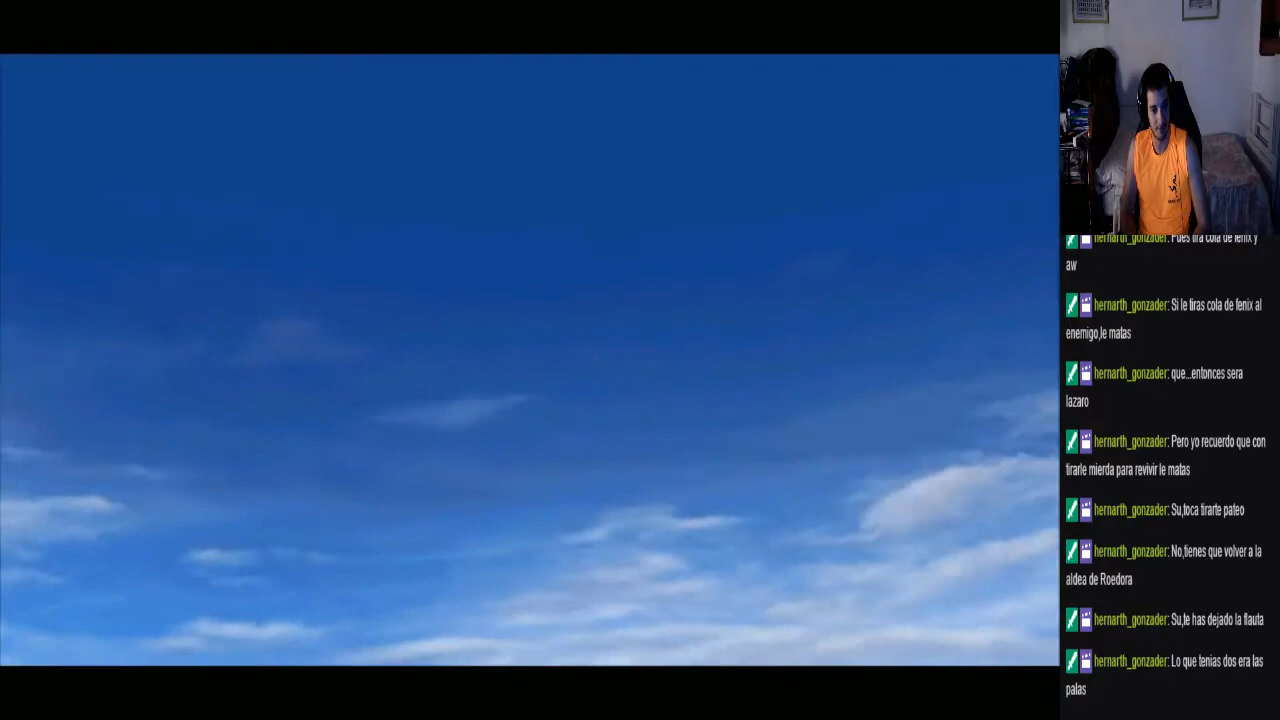 hernarth_gonzader: Pues tira cola de fenix y
aw
hernarth_gonzader: Si le tiras cola de fenix al
enemigo,le matas
hernarth_gonzader: que...entonces sera
lazaro
hernarth_gonzader: Pero yo recuerdo que con
tirarle mierda para revivir le matas
hernarth_gonzader: Su,toca tirarte pateo
hernarth_gonzader: No,tienes que volver a la
aldea de Roedora
hernarth_gonzader: Su,te has dejado la flauta
hernarth_gonzader: Lo que tenias dos era las
palas